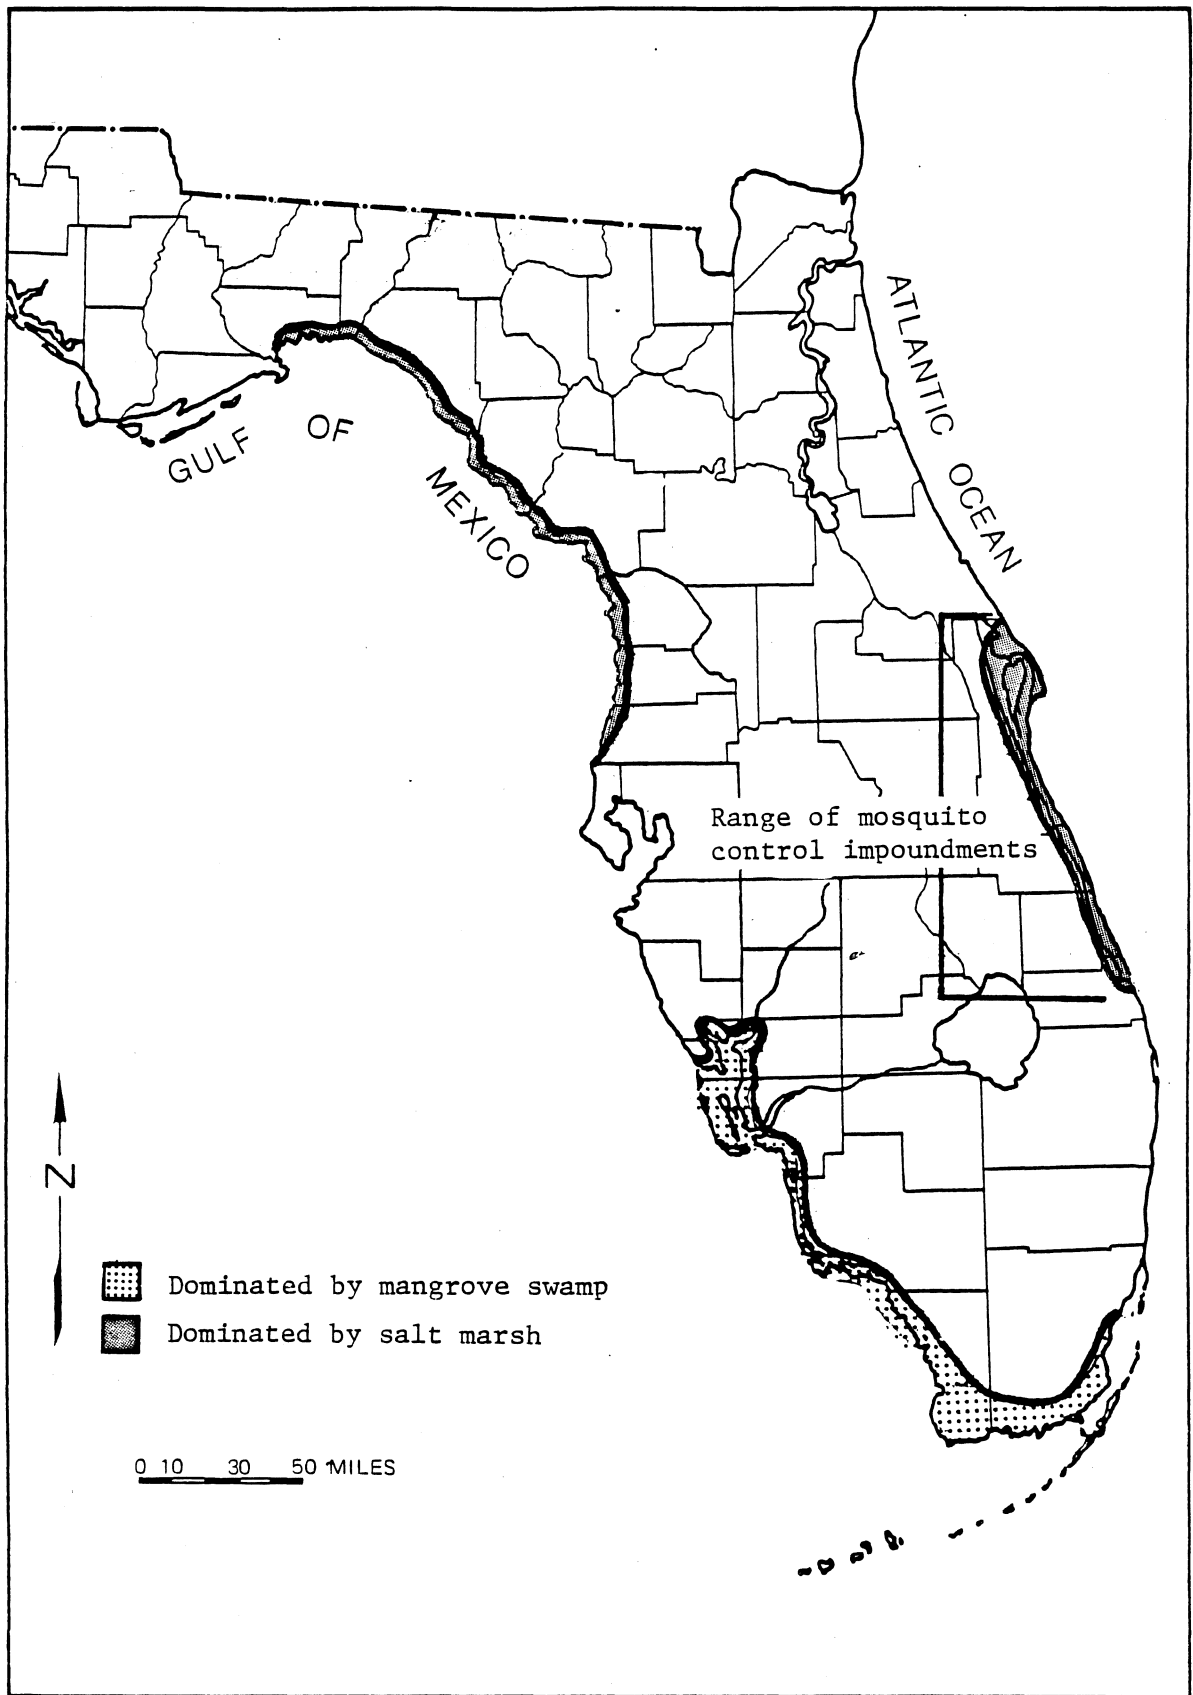 ATLANTIC OCEAN
GULF OF MEXICO
Range of mosquito
control impoundments
N
Dominated by mangrove swamp
Dominated by salt marsh
0 10 30 50 MILES